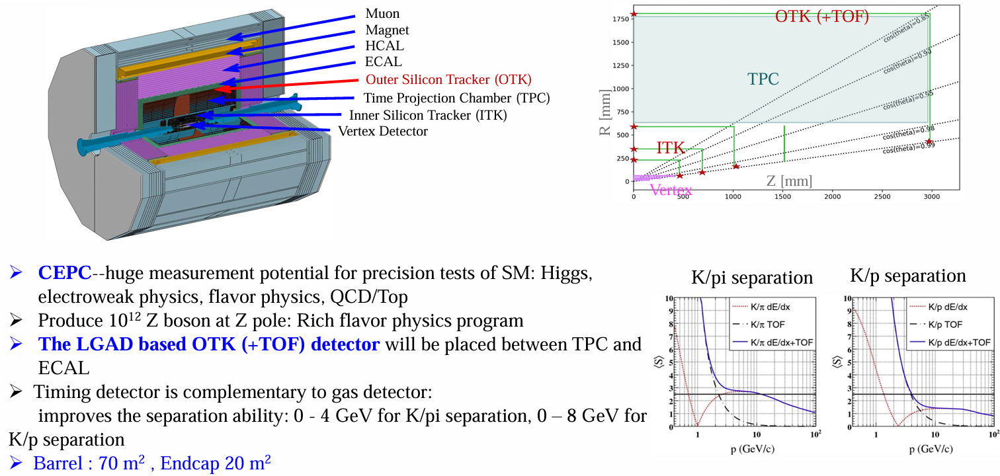 Muon
Magnet
HCAL
ECAL
Outer Silicon Tracker (OTK)
Time Projection Chamber (TPC)
Inner Silicon Tracker (ITK)
Vertex Detector
OTK (+TOF)
TPC
ITK
Vertex
R [mm]
Z [mm]
1750
1500
1250
1000
750
500
250
0
0
500
1000
1500
2000
2500
3000
cos(theta)=0.85
cos(theta)=0.90
cos(theta)=0.95
cos(theta)=0.98
cos(theta)=0.99
➢ CEPC--huge measurement potential for precision tests of SM: Higgs,
electroweak physics, flavor physics, QCD/Top
➢ Produce 10¹² Z boson at Z pole: Rich flavor physics program
➢ The LGAD based OTK (+TOF) detector will be placed between TPC and
ECAL
➢ Timing detector is complementary to gas detector:
improves the separation ability: 0 - 4 GeV for K/pi separation, 0 – 8 GeV for
K/p separation
➢ Barrel : 70 m² , Endcap 20 m²
K/pi separation
K/π dE/dx
K/π TOF
K/π dE/dx+TOF
⟨S⟩
10
9
8
7
6
5
4
3
2
1
0
1
10
10²
p (GeV/c)
K/p separation
K/p dE/dx
K/p TOF
K/p dE/dx+TOF
⟨S⟩
10
9
8
7
6
5
4
3
2
1
0
1
10
10²
p (GeV/c)